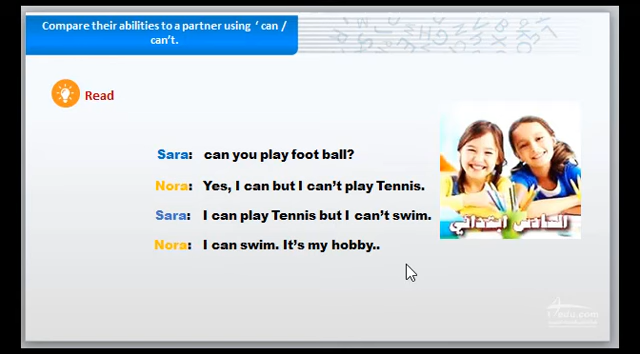 Compare their abilities to a partner using ‘ can /
can’t.
Read
Sara: can you play foot ball?
Nora: Yes, I can but I can’t play Tennis.
Sara: I can play Tennis but I can’t swim.
Nora: I can swim. It’s my hobby..
السادس ابتدائي